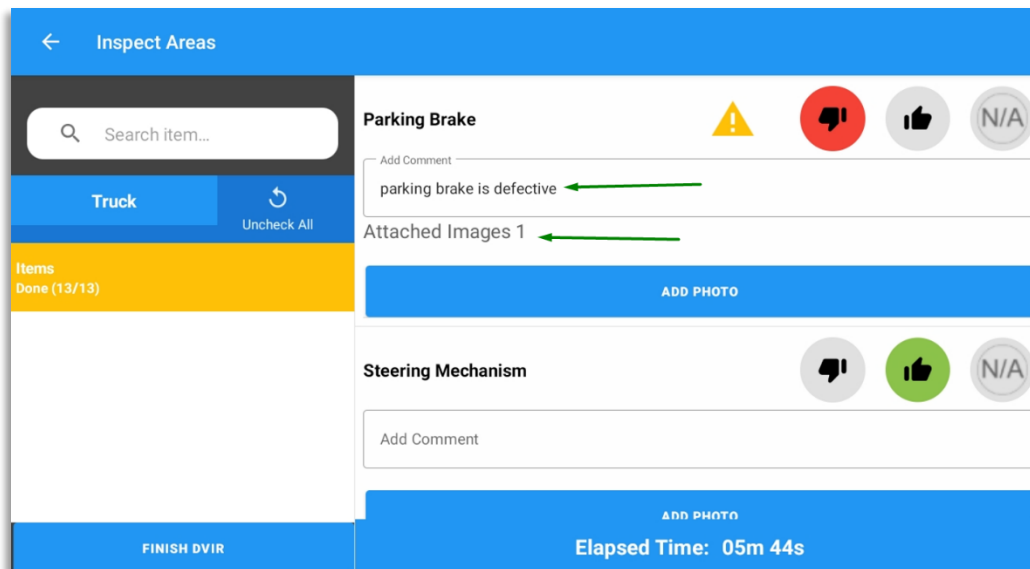 Inspect Areas
Search item...
Truck
Uncheck All
Items
Done (13/13)
FINISH DVIR
Parking Brake
N/A
Add Comment
parking brake is defective
Attached Images 1
ADD PHOTO
Steering Mechanism
N/A
Add Comment
ADD PHOTO
Elapsed Time: 05m 44s